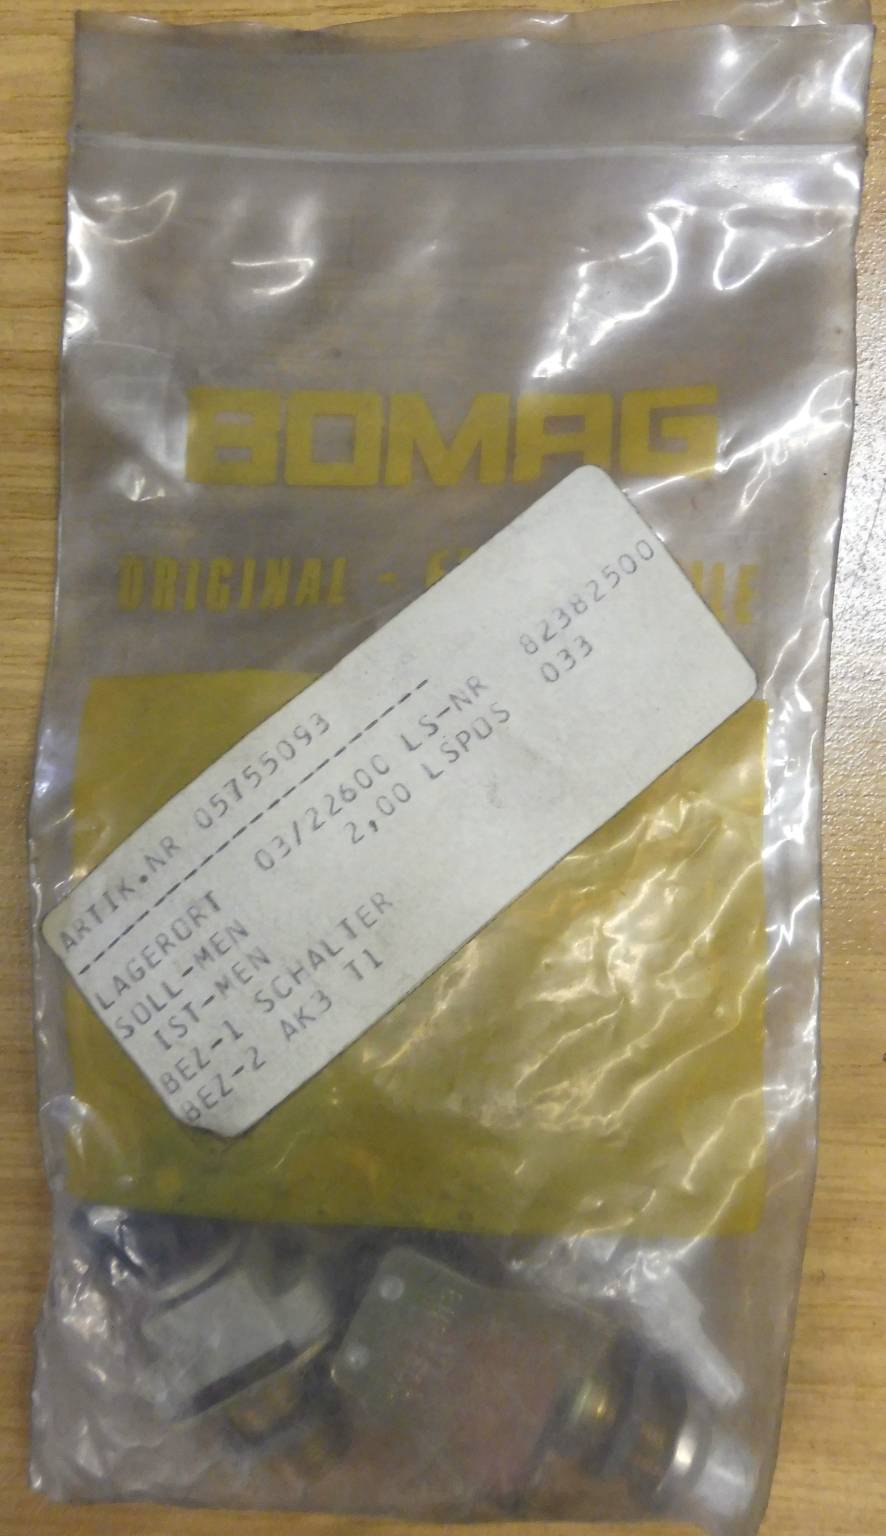 BOMAG
ORIGINAL -
ARTIK.NR 05755093
LAGERORT 03/22600 LS-NR 82382500
SOLL-MEN 2,00 LSPOS 033
IST-MEN
BEZ-1 SCHALTER
BEZ-2 AK3 T1